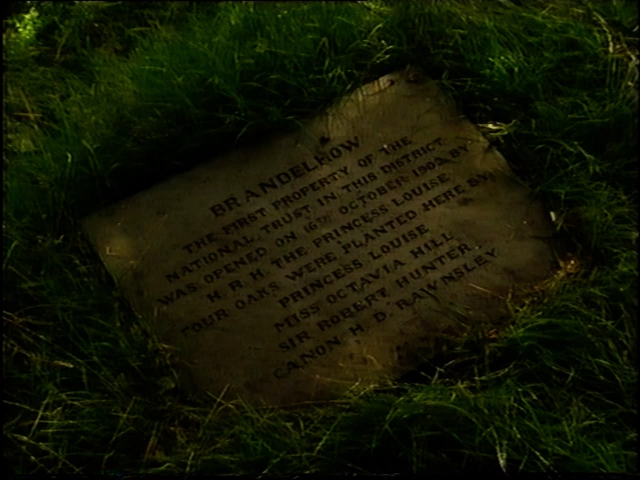 BRANDELHOW
THE FIRST PROPERTY OF THE
NATIONAL TRUST IN THIS DISTRICT
WAS OPENED ON 16TH OCTOBER 1902 BY
H. R. H. THE PRINCESS LOUISE
FOUR OAKS WERE PLANTED HERE BY
PRINCESS LOUISE
MISS OCTAVIA HILL
SIR ROBERT HUNTER
CANON H. D. RAWNSLEY